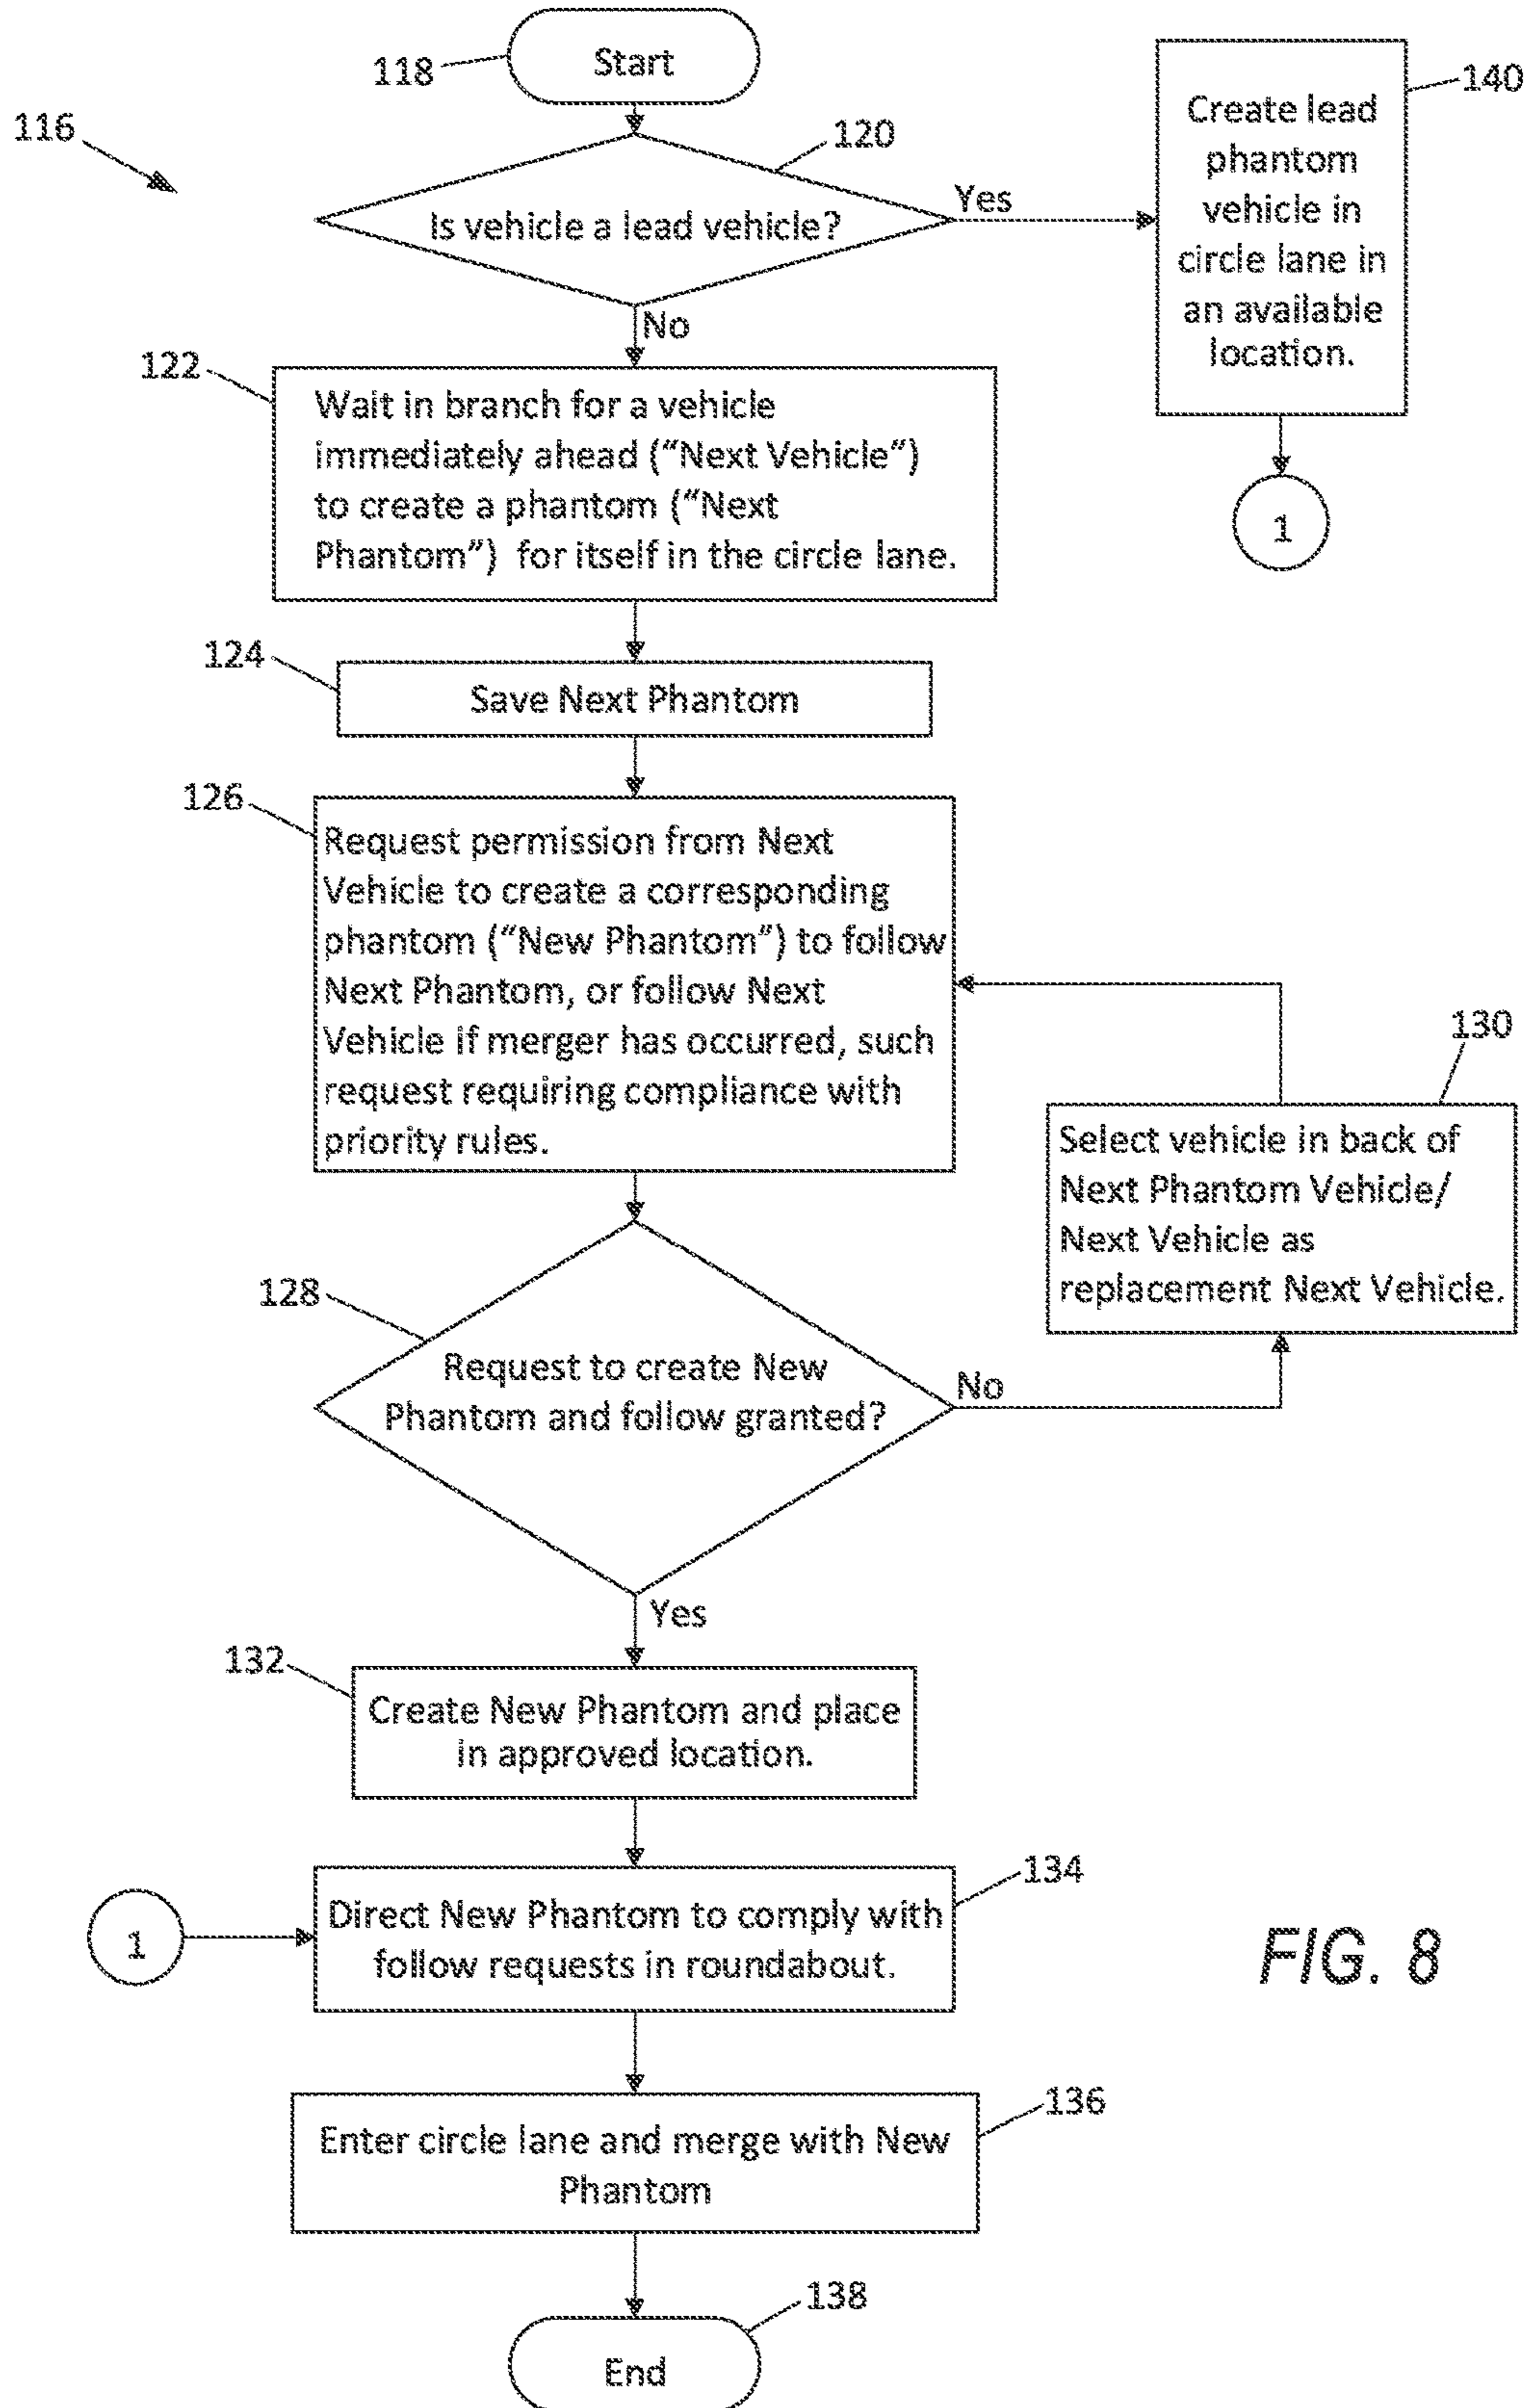 118
Start
140
Create lead
phantom
vehicle in
circle lane in
an available
location.
1
116
120
Is vehicle a lead vehicle?
Yes
No
122
Wait in branch for a vehicle
immediately ahead (“Next Vehicle”)
to create a phantom (“Next
Phantom”) for itself in the circle lane.
124
Save Next Phantom
126
Request permission from Next
Vehicle to create a corresponding
phantom (“New Phantom”) to follow
Next Phantom, or follow Next
Vehicle if merger has occurred, such
request requiring compliance with
priority rules.
130
Select vehicle in back of
Next Phantom Vehicle/
Next Vehicle as
replacement Next Vehicle.
128
Request to create New
Phantom and follow granted?
No
Yes
132
Create New Phantom and place
in approved location.
1
134
Direct New Phantom to comply with
follow requests in roundabout.
FIG. 8
136
Enter circle lane and merge with New
Phantom
138
End